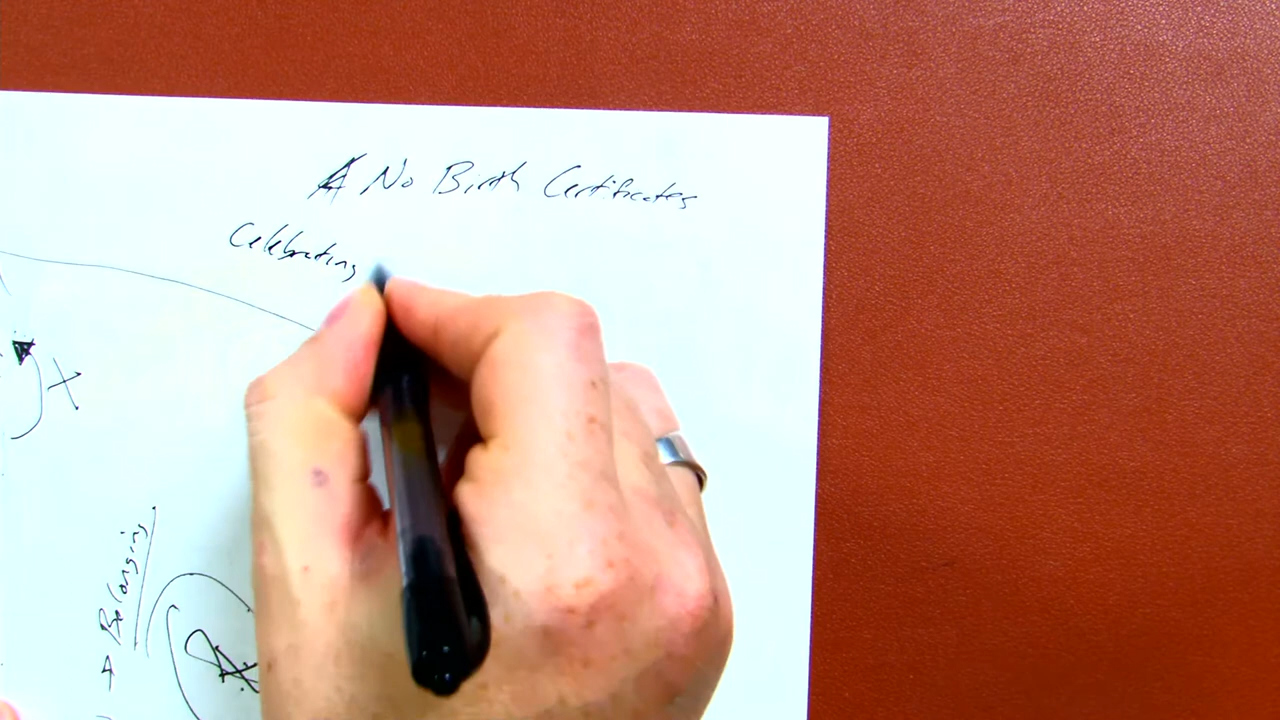 No Birth Certificates
Celebrating
X
→ Belonging